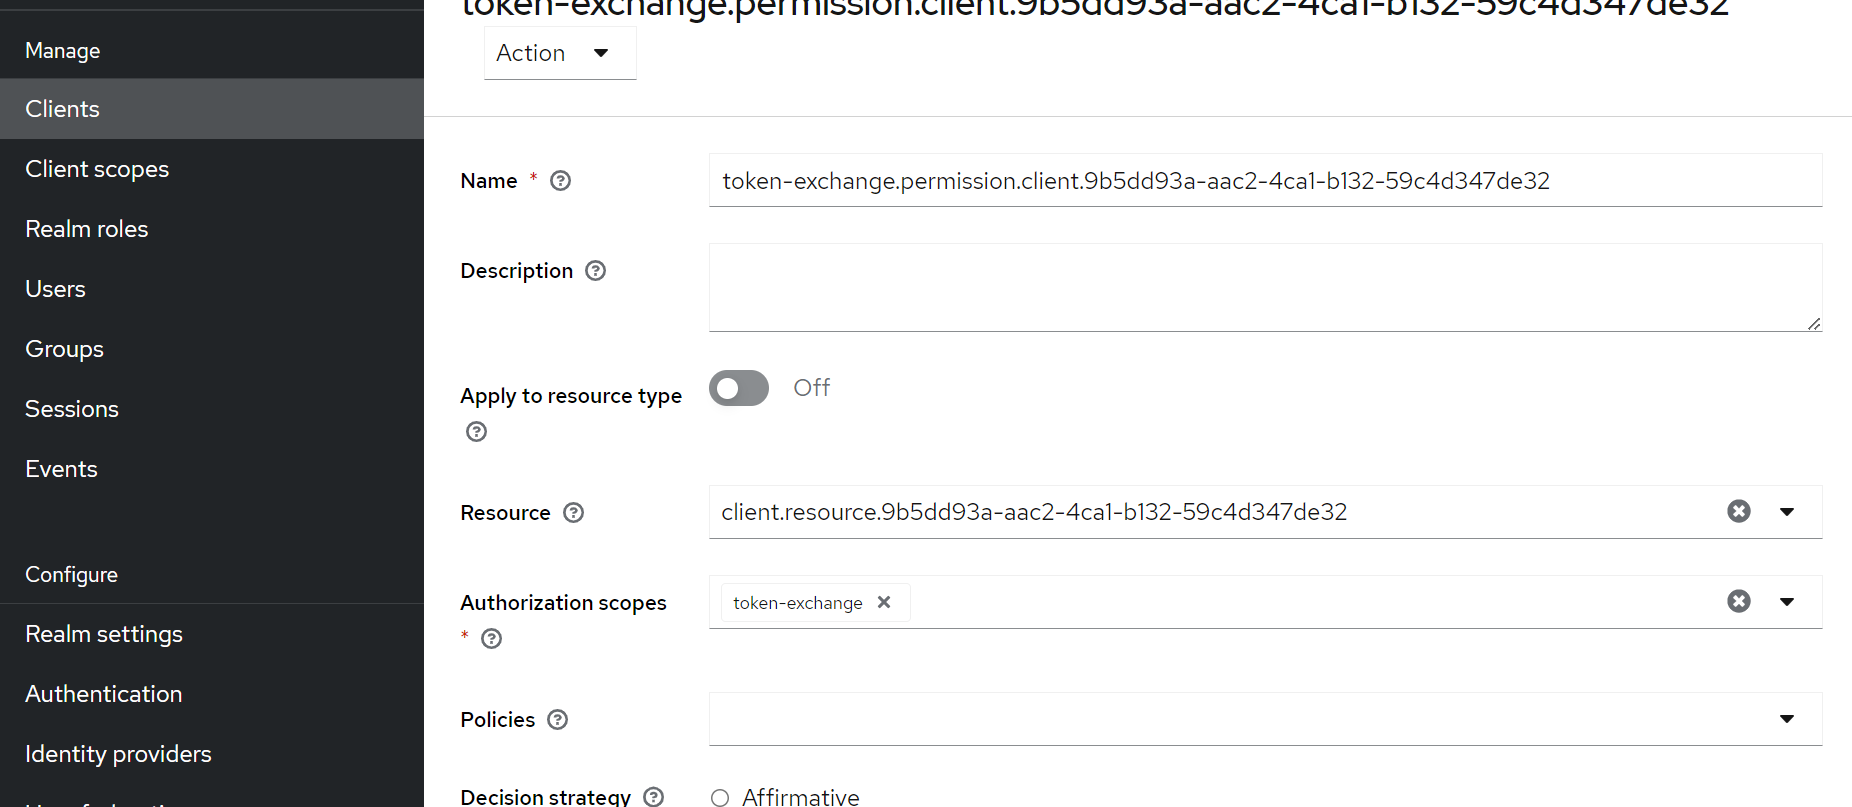 token-exchange.permission.client.9b5dd93a-aac2-4ca1-b132-59c4d347de32
Action
Manage
Clients
Client scopes
Realm roles
Users
Groups
Sessions
Events
Configure
Realm settings
Authentication
Identity providers
Name *
token-exchange.permission.client.9b5dd93a-aac2-4ca1-b132-59c4d347de32
Description
Apply to resource type
Off
Resource
client.resource.9b5dd93a-aac2-4ca1-b132-59c4d347de32
Authorization scopes
*
token-exchange
Policies
Decision strategy
Affirmative